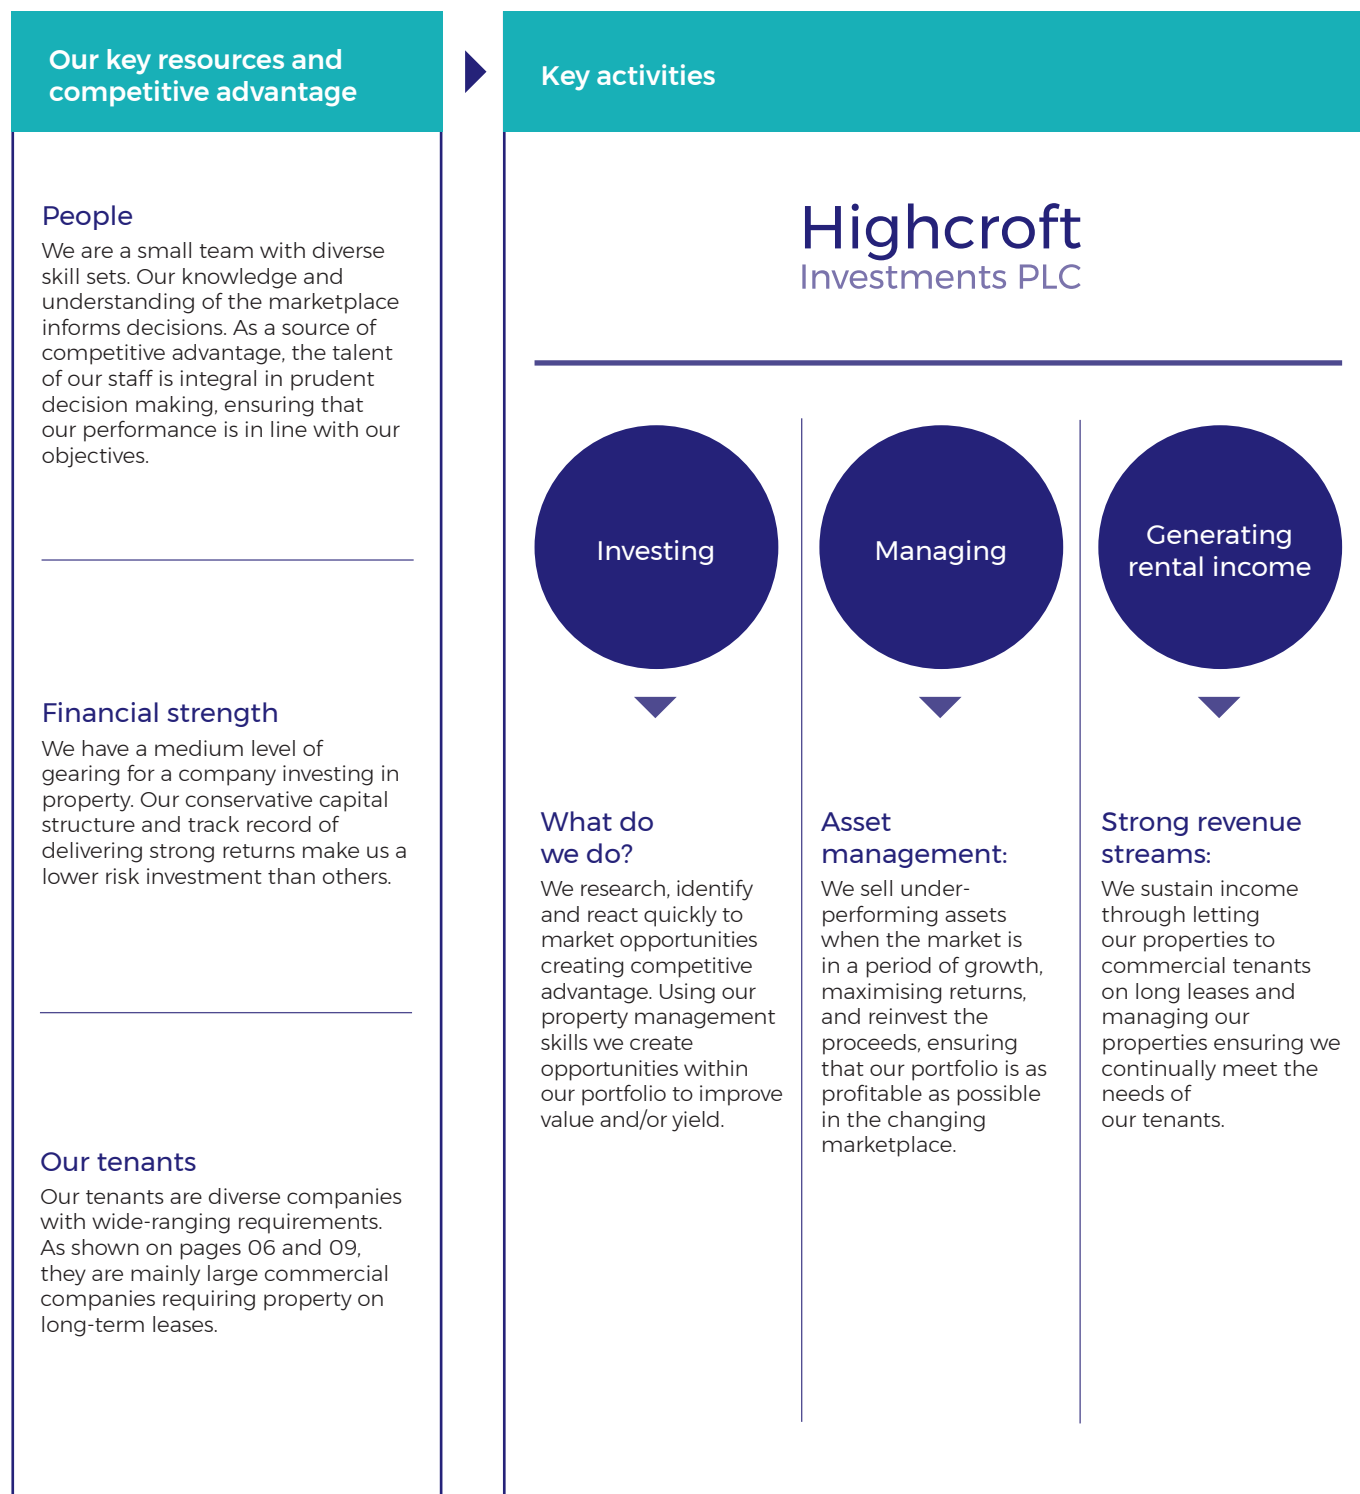 Our key resources and
competitive advantage
People
We are a small team with diverse
skill sets. Our knowledge and
understanding of the marketplace
informs decisions. As a source of
competitive advantage, the talent
of our staff is integral in prudent
decision making, ensuring that
our performance is in line with our
objectives.
Financial strength
We have a medium level of
gearing for a company investing in
property. Our conservative capital
structure and track record of
delivering strong returns make us a
lower risk investment than others.
Our tenants
Our tenants are diverse companies
with wide-ranging requirements.
As shown on pages 06 and 09,
they are mainly large commercial
companies requiring property on
long-term leases.
Key activities
Highcroft
Investments PLC
Investing
What do
we do?
We research, identify
and react quickly to
market opportunities
creating competitive
advantage. Using our
property management
skills we create
opportunities within
our portfolio to improve
value and/or yield.
Managing
Asset
management:
We sell under-
performing assets
when the market is
in a period of growth,
maximising returns,
and reinvest the
proceeds, ensuring
that our portfolio is as
profitable as possible
in the changing
marketplace.
Generating
rental income
Strong revenue
streams:
We sustain income
through letting
our properties to
commercial tenants
on long leases and
managing our
properties ensuring we
continually meet the
needs of
our tenants.